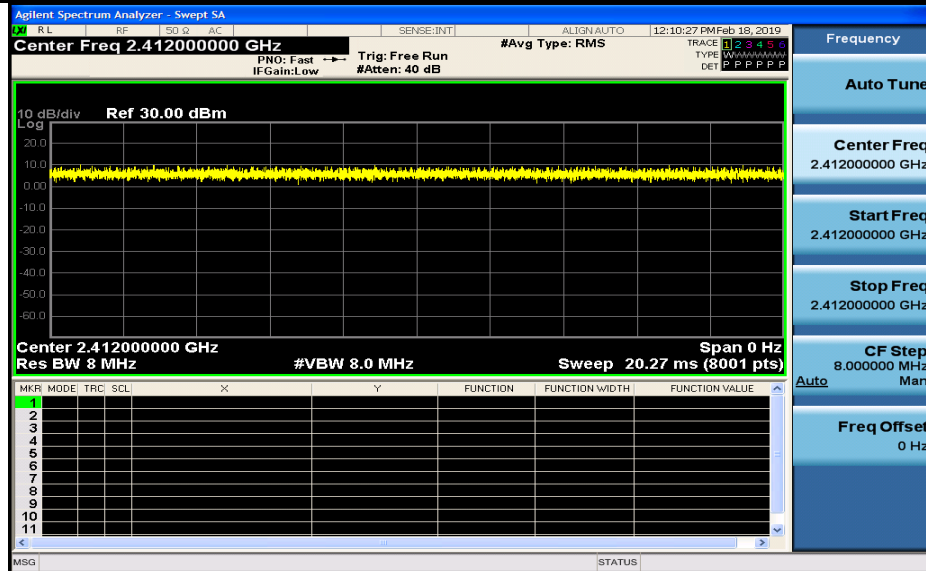 Agilent Spectrum Analyzer - Swept SA
LXI RL RF 50 Ω AC SENSE:INT ALIGN AUTO 12:10:27 PM Feb 18, 2019
Center Freq 2.412000000 GHz
PNO: Fast
IFGain:Low
Trig: Free Run
#Atten: 40 dB
#Avg Type: RMS
TRACE 1 2 3 4 5 6
TYPE WWWWWW
DET P P P P P P
10 dB/div Ref 30.00 dBm
Log
20.0
10.0
0.00
-10.0
-20.0
-30.0
-40.0
-50.0
-60.0
Center 2.412000000 GHz Span 0 Hz
Res BW 8 MHz #VBW 8.0 MHz Sweep 20.27 ms (8001 pts)
MKR MODE TRC SCL X Y FUNCTION FUNCTION WIDTH FUNCTION VALUE
1
2
3
4
5
6
7
8
9
10
11
MSG STATUS
Frequency
Auto Tune
Center Freq
2.412000000 GHz
Start Freq
2.412000000 GHz
Stop Freq
2.412000000 GHz
CF Step
8.000000 MHz
Auto Man
Freq Offset
0 Hz